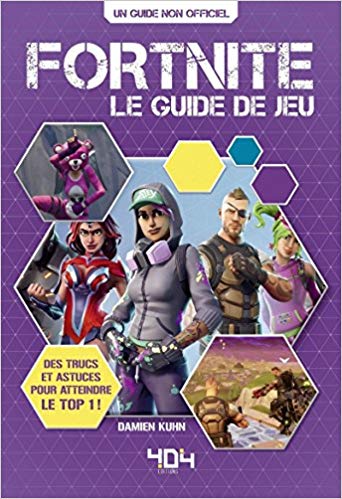 UN GUIDE NON OFFICIEL
FORTNITE
LE GUIDE DE JEU
DES TRUCS
ET ASTUCES
POUR ATTEINDRE
LE TOP 1 !
DAMIEN KUHN
404
ÉDITIONS